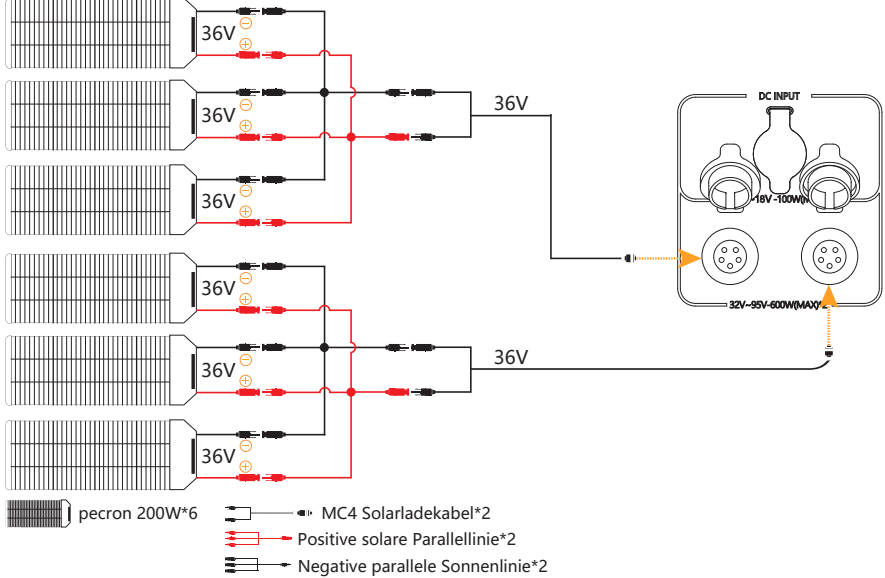 36V
36V
36V
36V
DC INPUT
18V -100W(
32V~95V-600W(MAX)*2
36V
36V
36V
36V
pecron 200W*6
MC4 Solarladekabel*2
Positive solare Parallellinie*2
Negative parallele Sonnenlinie*2